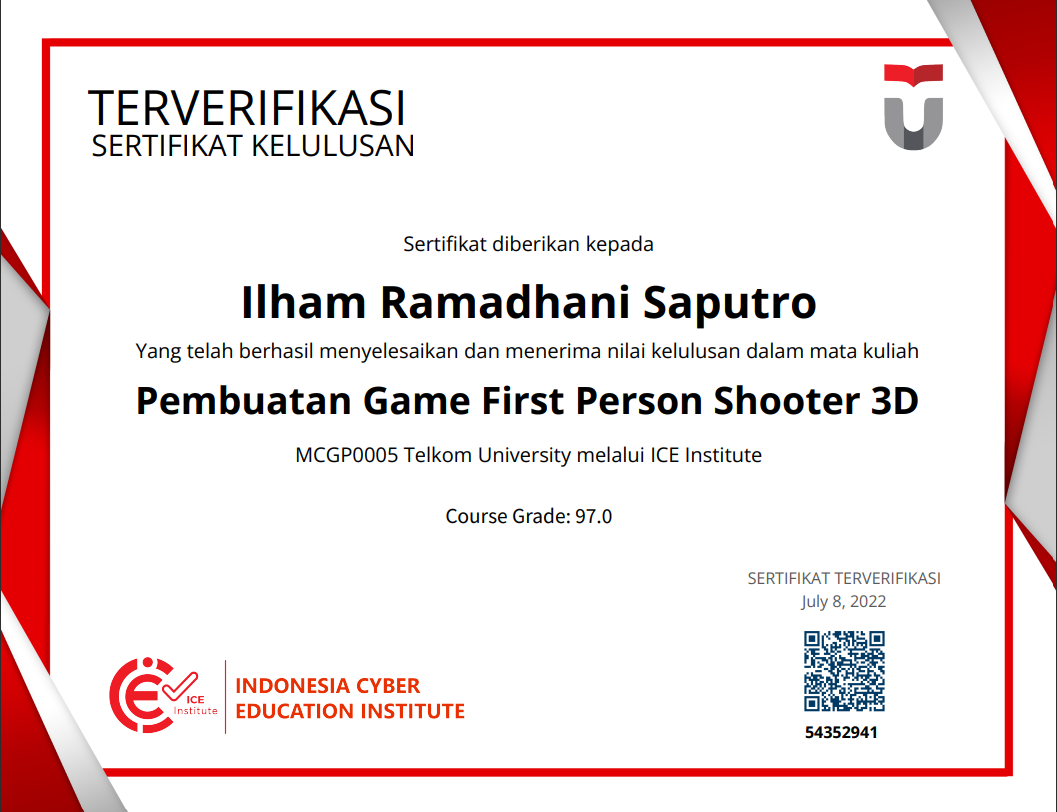 TERVERIFIKASI
SERTIFIKAT KELULUSAN
Sertifikat diberikan kepada
Ilham Ramadhani Saputro
Yang telah berhasil menyelesaikan dan menerima nilai kelulusan dalam mata kuliah
Pembuatan Game First Person Shooter 3D
MCGP0005 Telkom University melalui ICE Institute
Course Grade: 97.0
SERTIFIKAT TERVERIFIKASI
July 8, 2022
54352941
ICE
Institute
INDONESIA CYBER
EDUCATION INSTITUTE